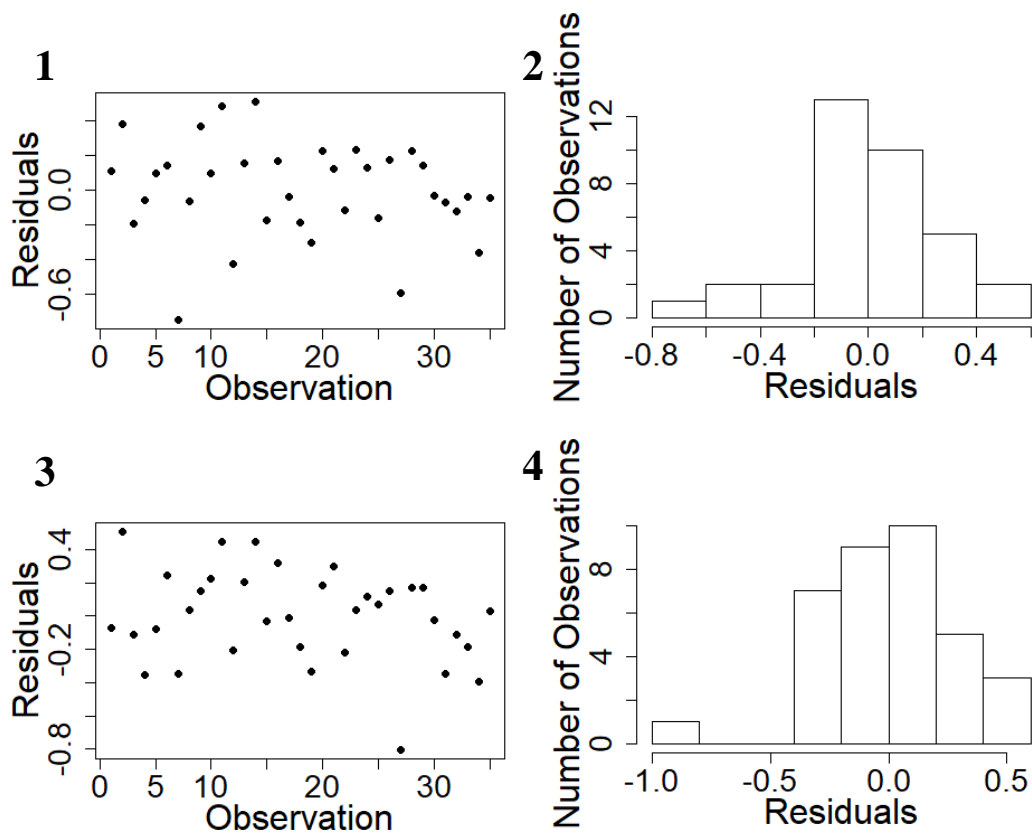 1
Residuals
0.0
-0.6
0 5 10 20 30
Observation
2
Number of Observations
12
8
4
0
-0.8 -0.4 0.0 0.4
Residuals
3
Residuals
0.4
-0.2
-0.8
0 5 10 20 30
Observation
4
Number of Observations
8
4
0
-1.0 -0.5 0.0 0.5
Residuals